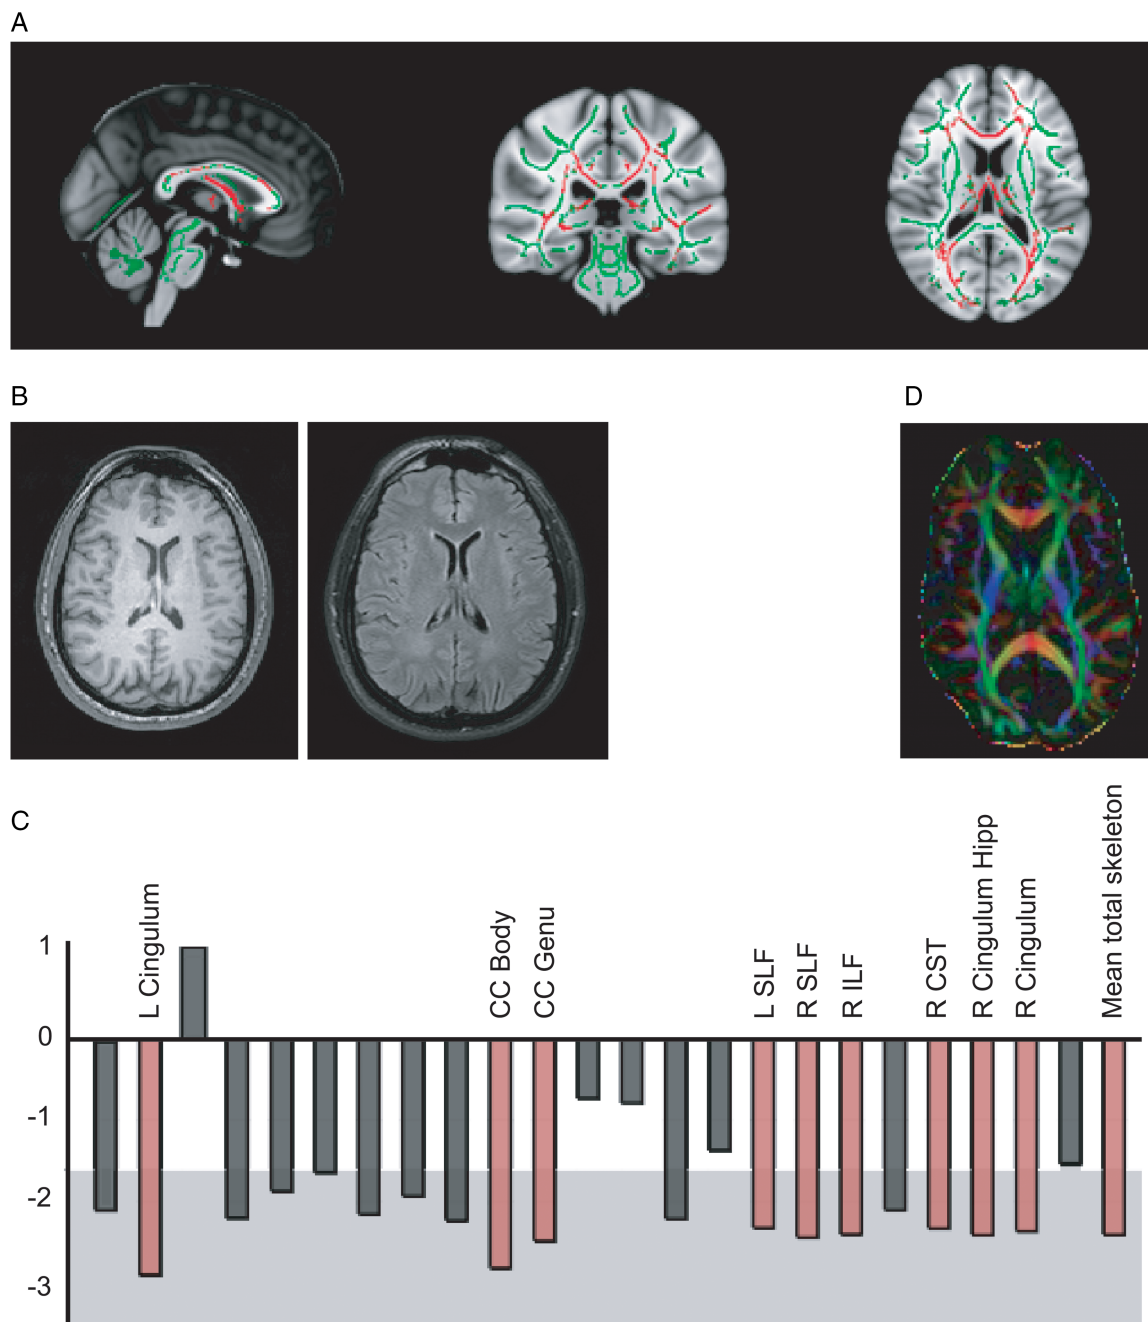 A
B
D
C
L Cingulum
CC Body
CC Genu
L SLF
R SLF
R ILF
R CST
R Cingulum Hipp
R Cingulum
Mean total skeleton
1
0
-1
-2
-3